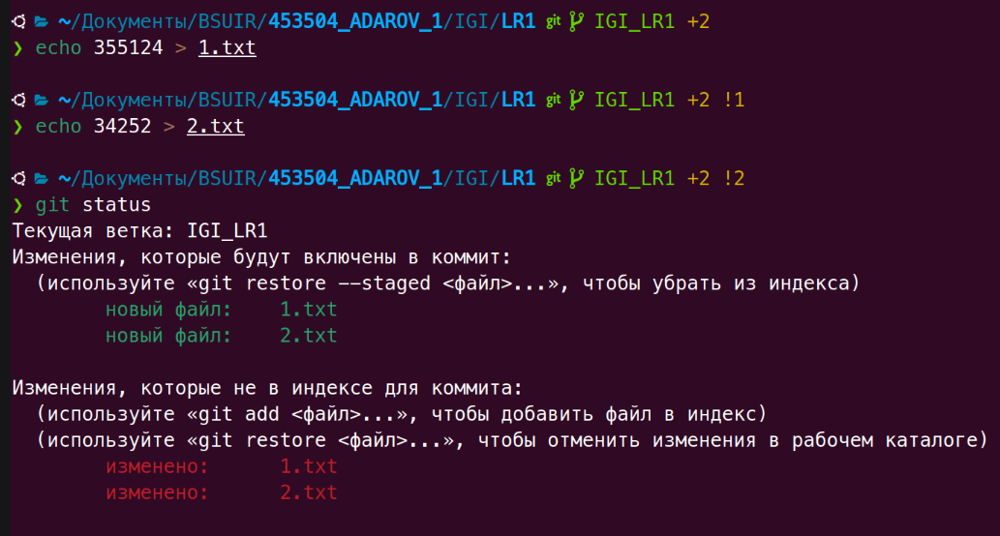 ~/Документы/BSUIR/453504_ADAROV_1/IGI/LR1 git IGI_LR1 +2
❯ echo 355124 > 1.txt
~/Документы/BSUIR/453504_ADAROV_1/IGI/LR1 git IGI_LR1 +2 !1
❯ echo 34252 > 2.txt
~/Документы/BSUIR/453504_ADAROV_1/IGI/LR1 git IGI_LR1 +2 !2
❯ git status
Текущая ветка: IGI_LR1
Изменения, которые будут включены в коммит:
(используйте «git restore --staged <файл>...», чтобы убрать из индекса)
новый файл: 1.txt
новый файл: 2.txt
Изменения, которые не в индексе для коммита:
(используйте «git add <файл>...», чтобы добавить файл в индекс)
(используйте «git restore <файл>...», чтобы отменить изменения в рабочем каталоге)
изменено: 1.txt
изменено: 2.txt